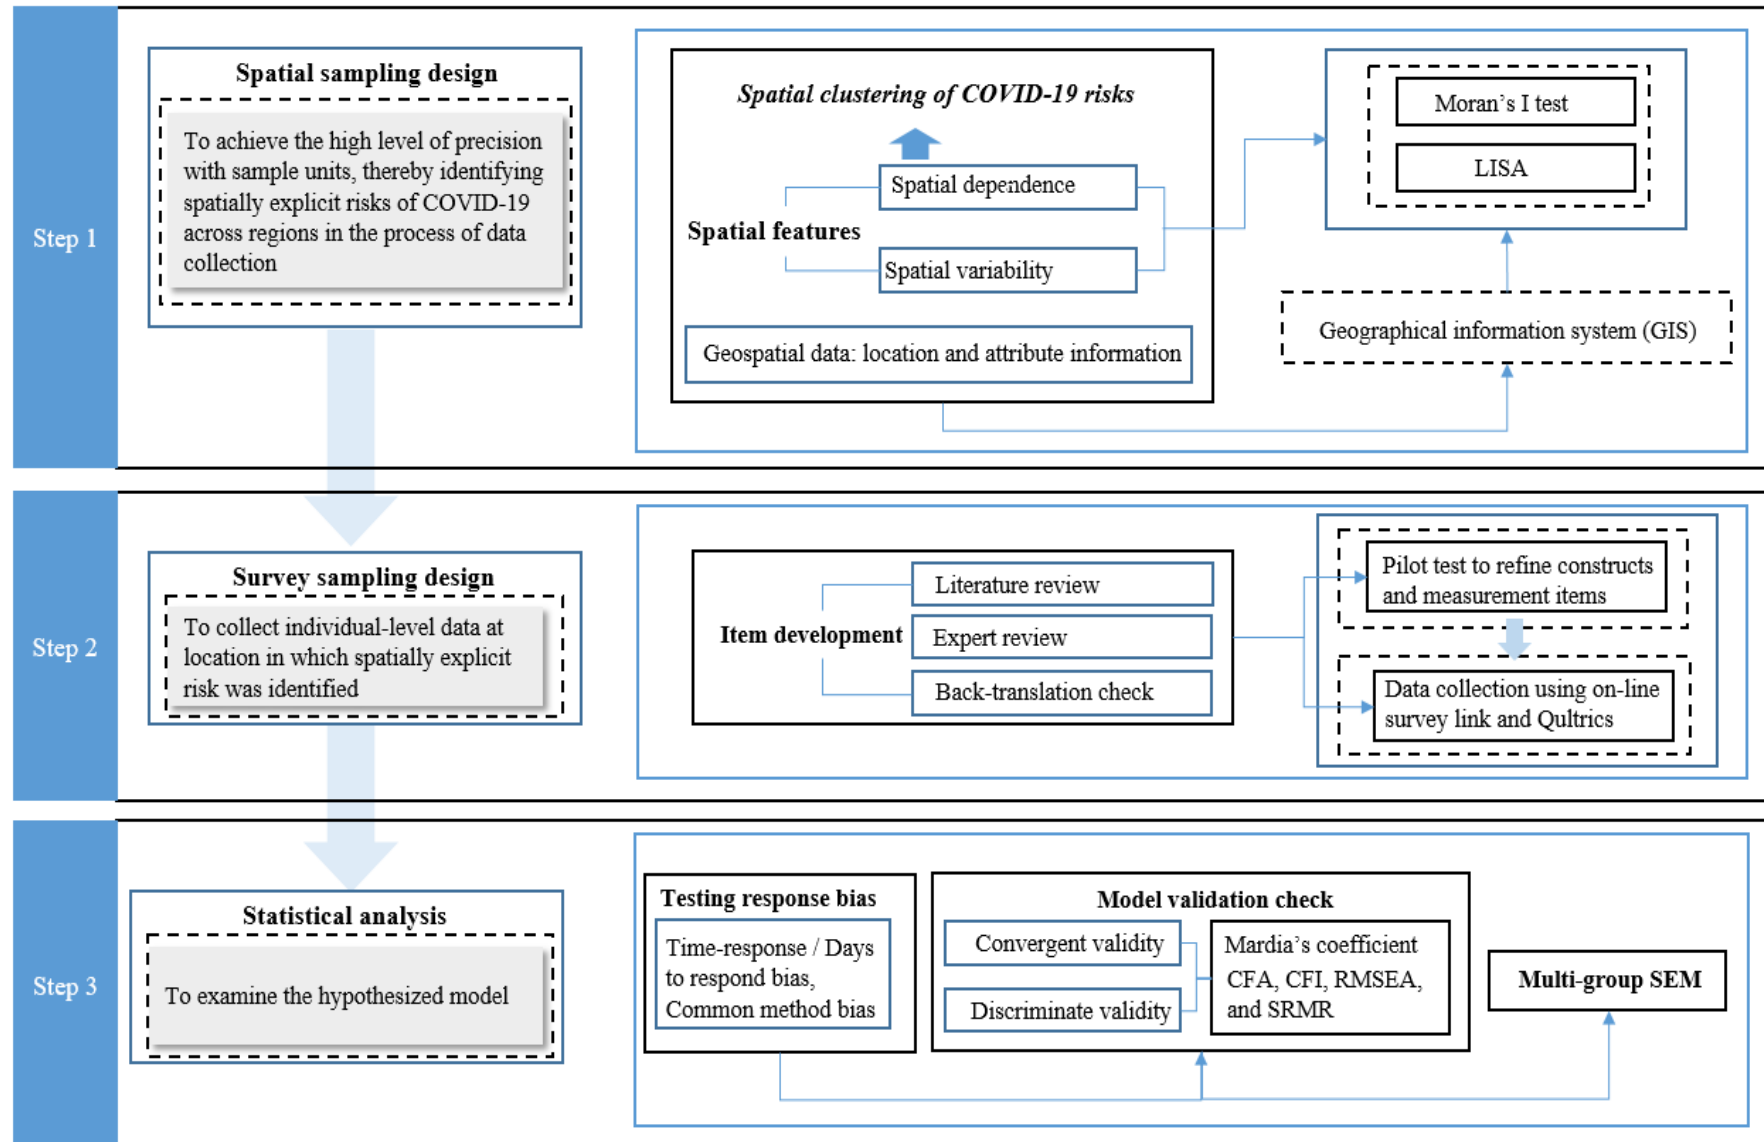 Step 1
Spatial sampling design
To achieve the high level of precision
with sample units, thereby identifying
spatially explicit risks of COVID-19
across regions in the process of data
collection
Spatial clustering of COVID-19 risks
Spatial dependence
Spatial features
Spatial variability
Geospatial data: location and attribute information
Moran’s I test
LISA
Geographical information system (GIS)
Step 2
Survey sampling design
To collect individual-level data at
location in which spatially explicit
risk was identified
Item development
Literature review
Expert review
Back-translation check
Pilot test to refine constructs
and measurement items
Data collection using on-line
survey link and Qultrics
Step 3
Statistical analysis
To examine the hypothesized model
Testing response bias
Time-response / Days
to respond bias,
Common method bias
Model validation check
Convergent validity
Discriminate validity
Mardia’s coefficient
CFA, CFI, RMSEA,
and SRMR
Multi-group SEM